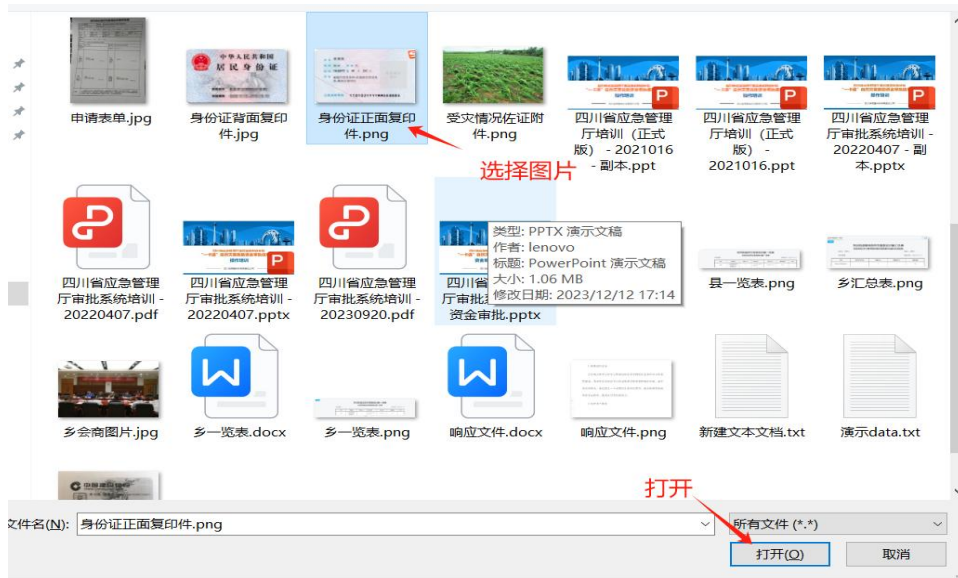 中华人民共和国
居民身份证
申请表单.jpg
身份证背面复印
件.jpg
身份证正面复印
件.png
受灾情况佐证附
件.png
四川省应急管理
厅培训（正式
版） - 2021016
- 副本.ppt
四川省应急管理
厅培训（正式
版） -
2021016.ppt
四川省应急管理
厅审批系统培训 -
20220407 - 副
本.pptx
选择图片
四川省应急管理
厅审批系统培训 -
20220407.pdf
四川省应急管理
厅审批系统培训 -
20220407.pptx
四川省应急管理
厅审批系统培训 -
20230920.pdf
四川省
厅审批
资金审批.pptx
类型: PPTX 演示文稿
作者: lenovo
标题: PowerPoint 演示文稿
大小: 1.06 MB
修改日期: 2023/12/12 17:14
县一览表.png
乡汇总表.png
乡会商图片.jpg
乡一览表.docx
乡一览表.png
响应文件.docx
响应文件.png
新建文本文档.txt
演示data.txt
打开
文件名(N):
身份证正面复印件.png
所有文件 (*.*)
打开(O)
取消